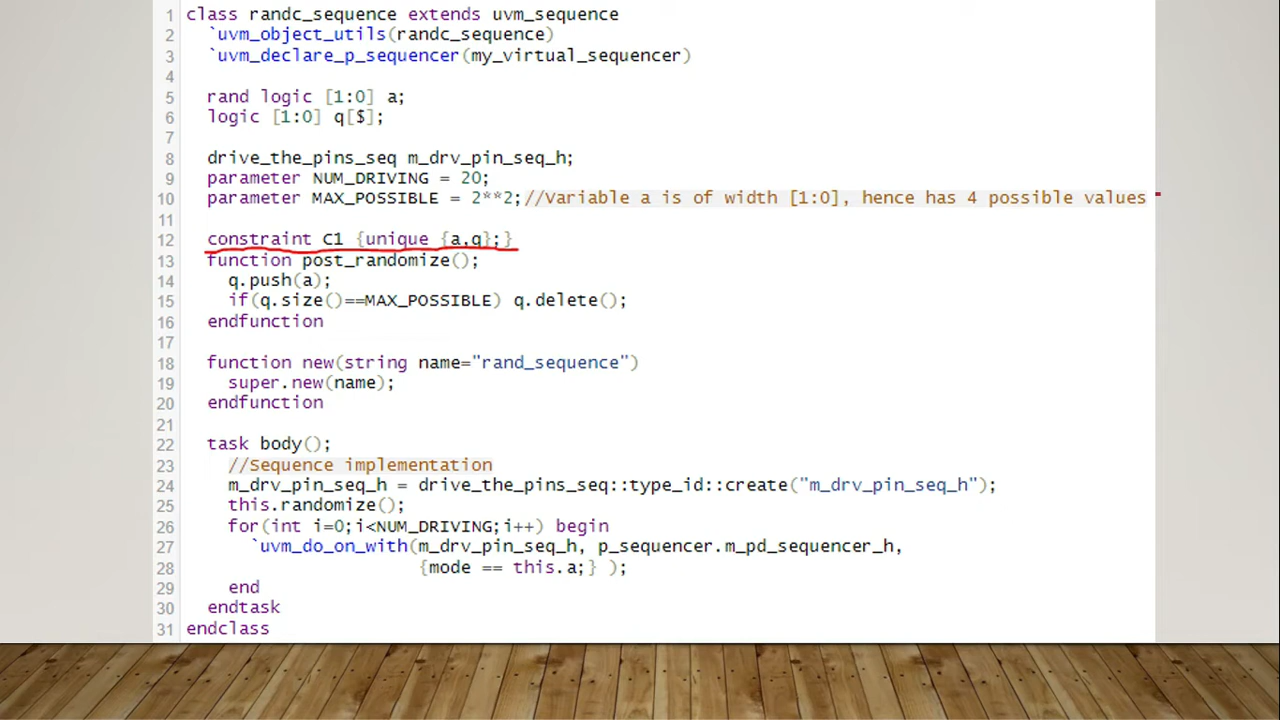 1 class randc_sequence extends uvm_sequence
2 `uvm_object_utils(randc_sequence)
3 `uvm_declare_p_sequencer(my_virtual_sequencer)
4
5 rand logic [1:0] a;
6 logic [1:0] q[$];
7
8 drive_the_pins_seq m_drv_pin_seq_h;
9 parameter NUM_DRIVING = 20;
10 parameter MAX_POSSIBLE = 2**2;//Variable a is of width [1:0], hence has 4 possible values
11
12 constraint C1 {unique {a,q};}
13 function post_randomize();
14 q.push(a);
15 if(q.size()==MAX_POSSIBLE) q.delete();
16 endfunction
17
18 function new(string name="rand_sequence")
19 super.new(name);
20 endfunction
21
22 task body();
23 //Sequence implementation
24 m_drv_pin_seq_h = drive_the_pins_seq::type_id::create("m_drv_pin_seq_h");
25 this.randomize();
26 for(int i=0;i<NUM_DRIVING;i++) begin
27 `uvm_do_on_with(m_drv_pin_seq_h, p_sequencer.m_pd_sequencer_h,
28 {mode == this.a;} );
29 end
30 endtask
31 endclass